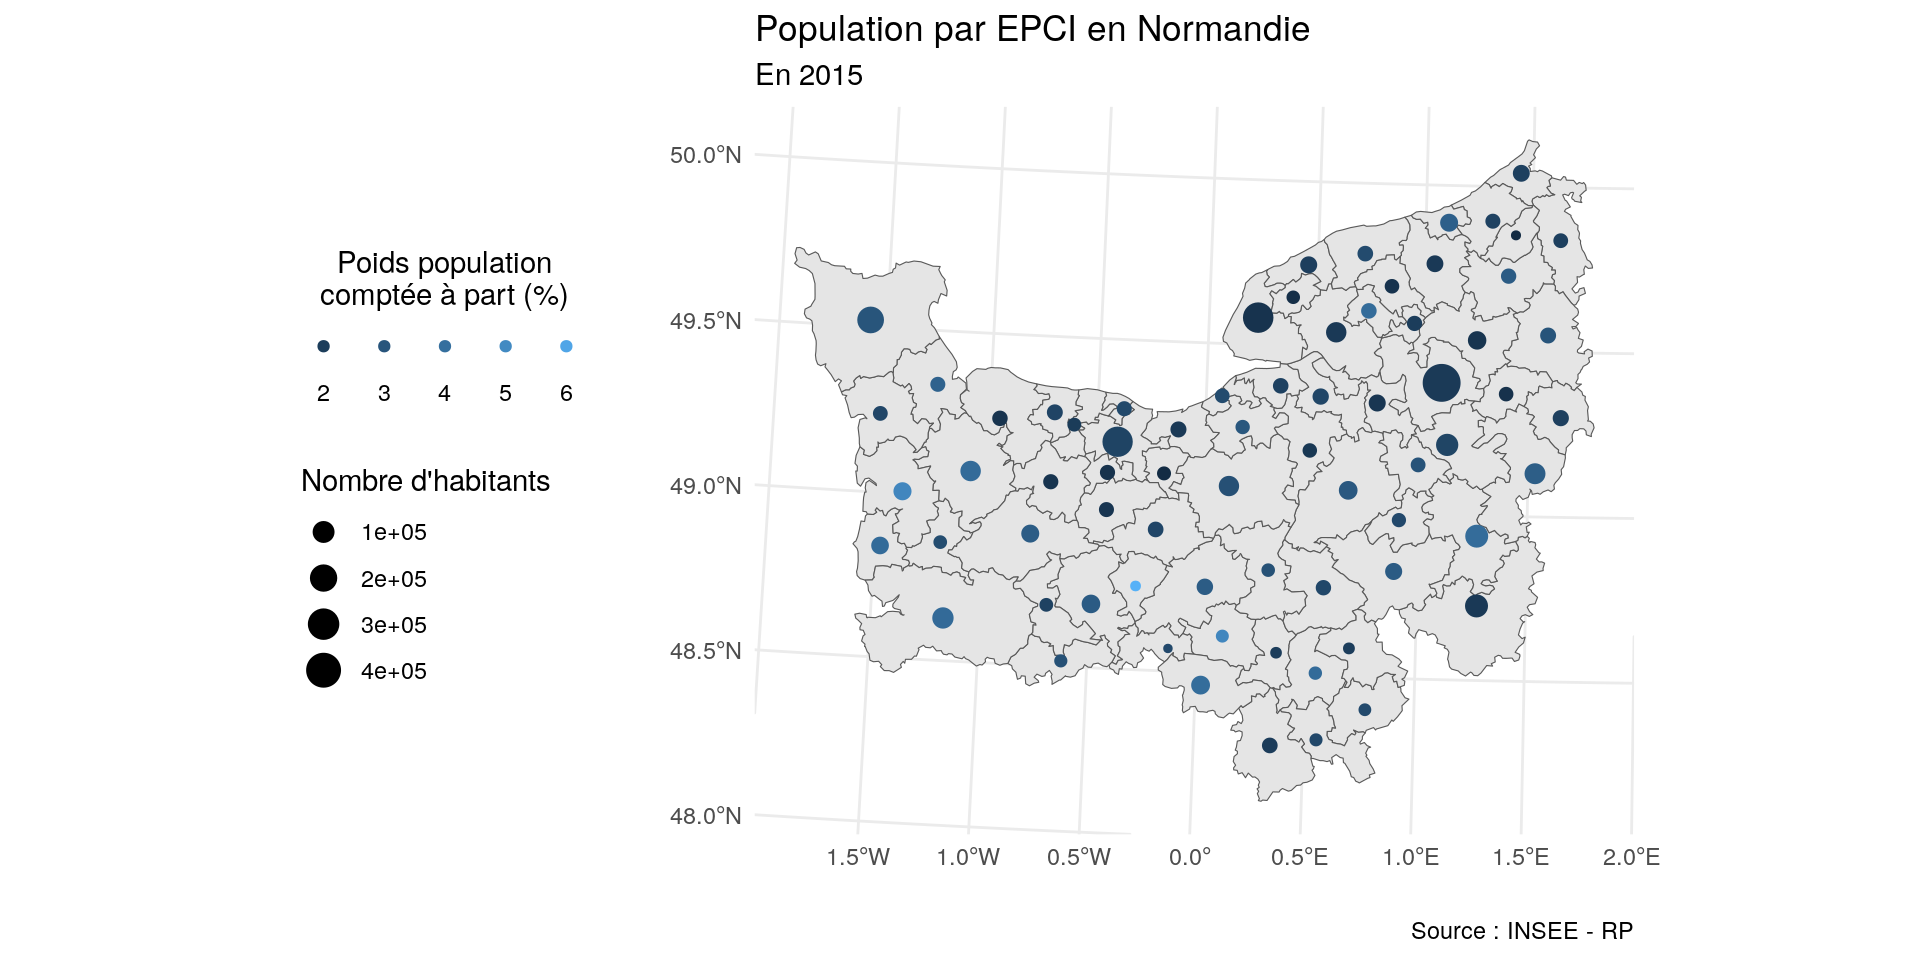 Population par EPCI en Normandie
En 2015
Poids population
comptée à part (%)
2 3 4 5 6
Nombre d'habitants
1e+05
2e+05
3e+05
4e+05
50.0°N
49.5°N
49.0°N
48.5°N
48.0°N
1.5°W 1.0°W 0.5°W 0.0° 0.5°E 1.0°E 1.5°E 2.0°E
Source : INSEE - RP